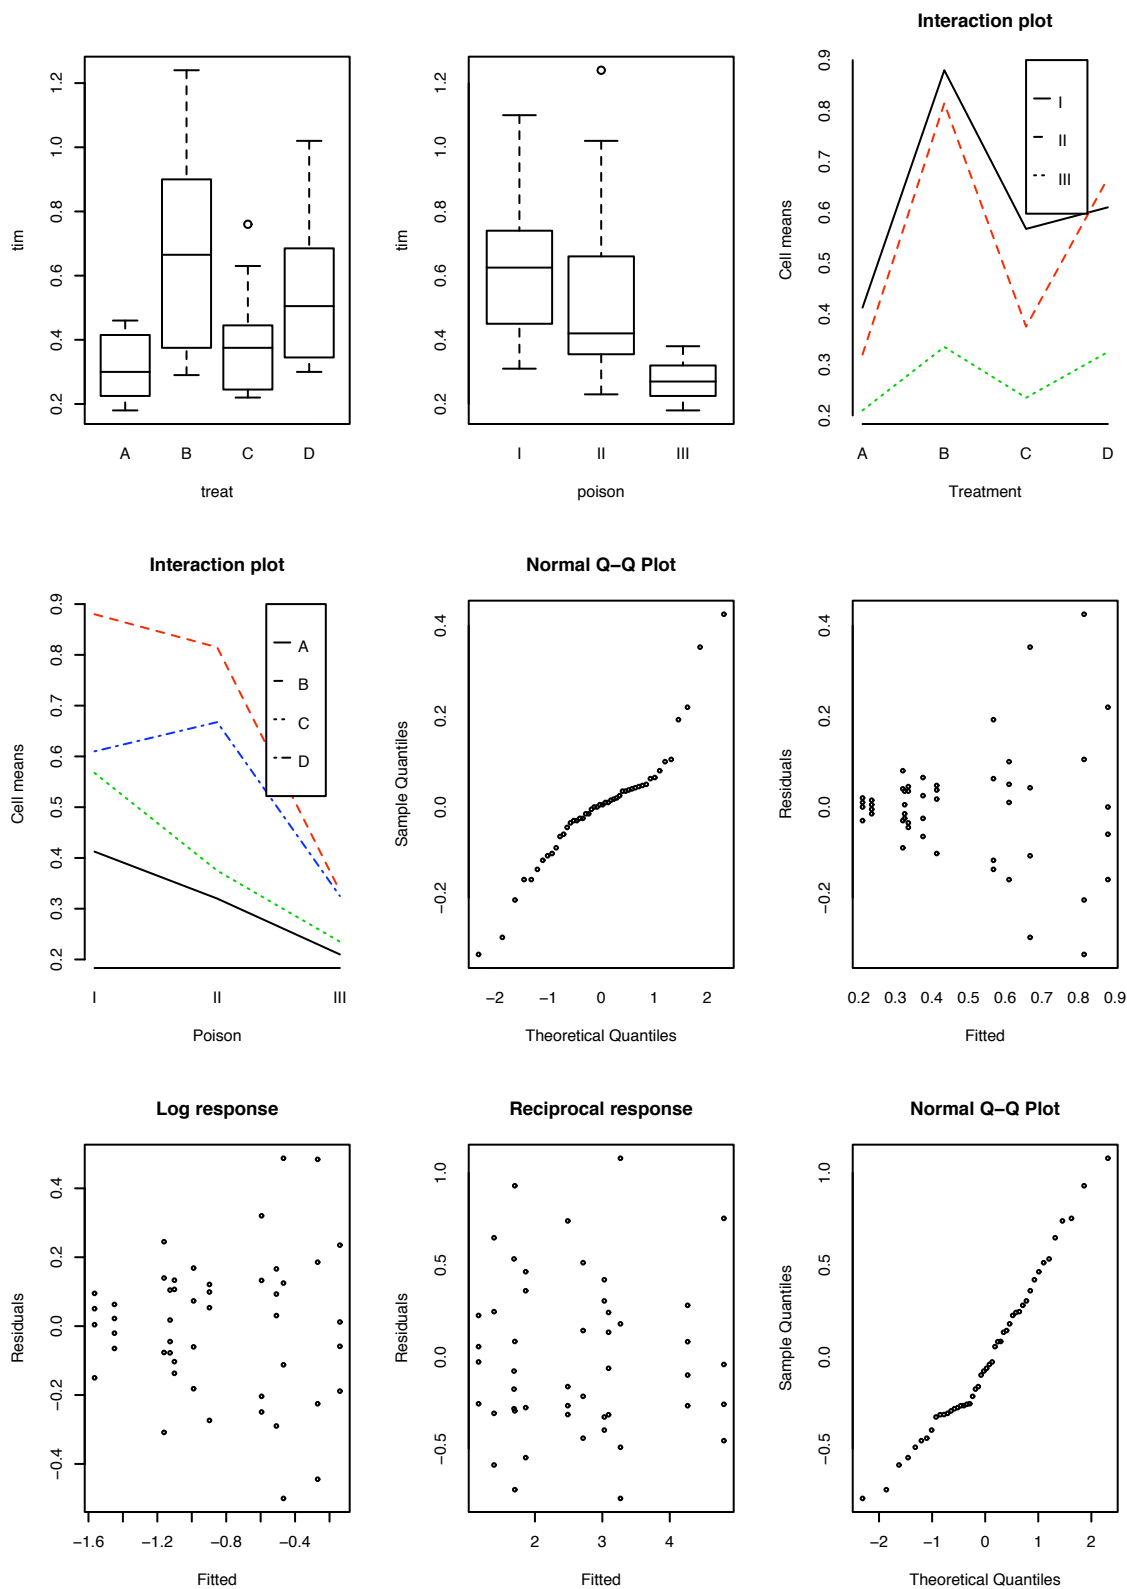 tim
0.2 0.4 0.6 0.8 1.0 1.2
A B C D
treat
tim
0.2 0.4 0.6 0.8 1.0 1.2
I II III
poison
Interaction plot
Cell means
0.2 0.3 0.4 0.5 0.6 0.7 0.8 0.9
I
II
III
A B C D
Treatment
Interaction plot
Cell means
0.2 0.3 0.4 0.5 0.6 0.7 0.8 0.9
A
B
C
D
I II III
Poison
Normal Q−Q Plot
Sample Quantiles
−0.2 0.0 0.2 0.4
−2 −1 0 1 2
Theoretical Quantiles
Residuals
−0.2 0.0 0.2 0.4
0.2 0.3 0.4 0.5 0.6 0.7 0.8 0.9
Fitted
Log response
Residuals
−0.4 −0.2 0.0 0.2 0.4
−1.6 −1.2 −0.8 −0.4
Fitted
Reciprocal response
Residuals
−0.5 0.0 0.5 1.0
2 3 4
Fitted
Normal Q−Q Plot
Sample Quantiles
−0.5 0.0 0.5 1.0
−2 −1 0 1 2
Theoretical Quantiles